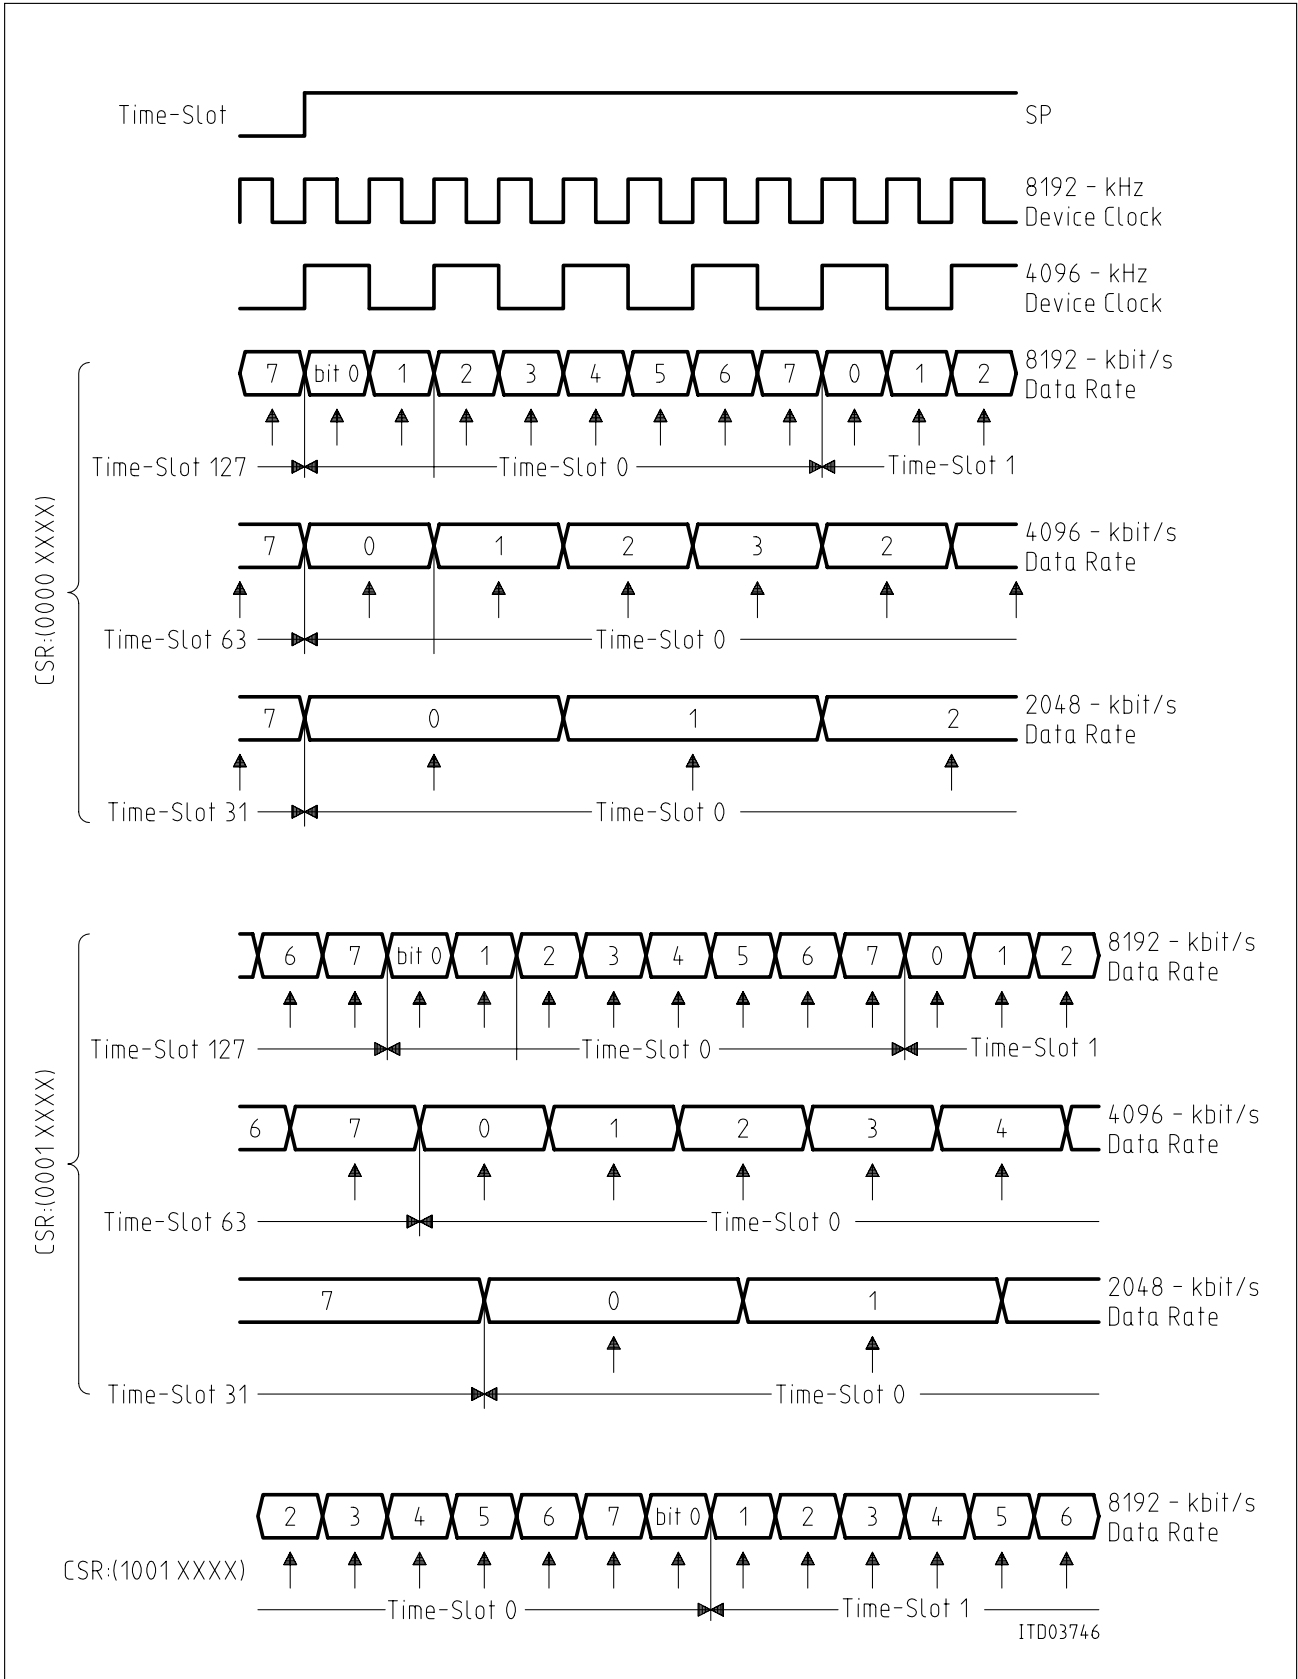 Time-Slot
SP
8192 - kHz
Device Clock
4096 - kHz
Device Clock
CSR:(0000 XXXX)
7 bit 0 1 2 3 4 5 6 7 0 1 2
8192 - kbit/s
Data Rate
Time-Slot 127 Time-Slot 0 Time-Slot 1
7 0 1 2 3 2
4096 - kbit/s
Data Rate
Time-Slot 63 Time-Slot 0
7 0 1 2
2048 - kbit/s
Data Rate
Time-Slot 31 Time-Slot 0
CSR:(0001 XXXX)
6 7 bit 0 1 2 3 4 5 6 7 0 1 2
8192 - kbit/s
Data Rate
Time-Slot 127 Time-Slot 0 Time-Slot 1
6 7 0 1 2 3 4
4096 - kbit/s
Data Rate
Time-Slot 63 Time-Slot 0
7 0 1
2048 - kbit/s
Data Rate
Time-Slot 31 Time-Slot 0
2 3 4 5 6 7 bit 0 1 2 3 4 5 6
8192 - kbit/s
Data Rate
CSR:(1001 XXXX)
Time-Slot 0 Time-Slot 1
ITD03746